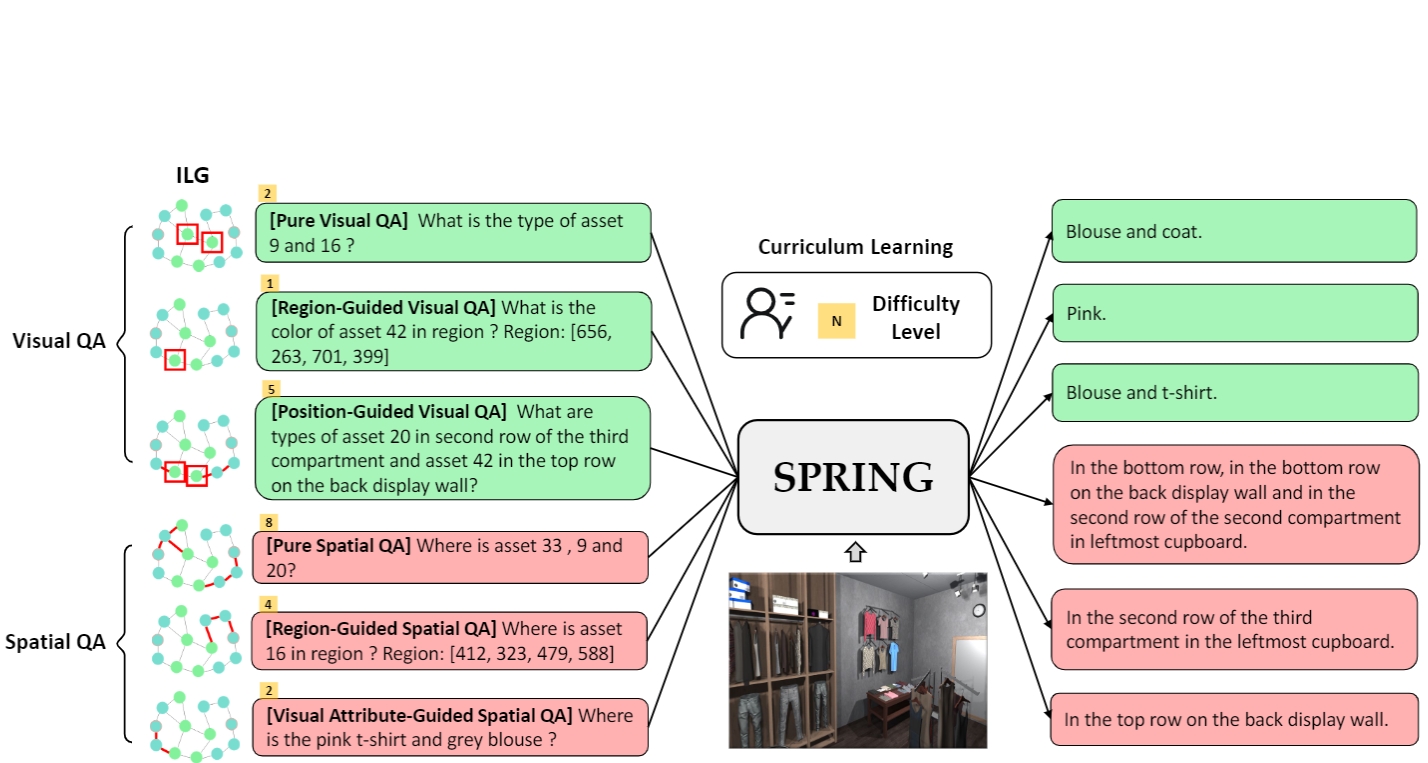 ILG
Visual QA
2
[Pure Visual QA] What is the type of asset
9 and 16 ?
1
[Region-Guided Visual QA] What is the
color of asset 42 in region ? Region: [656,
263, 701, 399]
5
[Position-Guided Visual QA] What are
types of asset 20 in second row of the third
compartment and asset 42 in the top row
on the back display wall?
Spatial QA
8
[Pure Spatial QA] Where is asset 33 , 9 and
20?
4
[Region-Guided Spatial QA] Where is asset
16 in region ? Region: [412, 323, 479, 588]
2
[Visual Attribute-Guided Spatial QA] Where
is the pink t-shirt and grey blouse ?
Curriculum Learning
N
Difficulty
Level
SPRING
Blouse and coat.
Pink.
Blouse and t-shirt.
In the bottom row, in the bottom row
on the back display wall and in the
second row of the second compartment
in leftmost cupboard.
In the second row of the third
compartment in the leftmost cupboard.
In the top row on the back display wall.